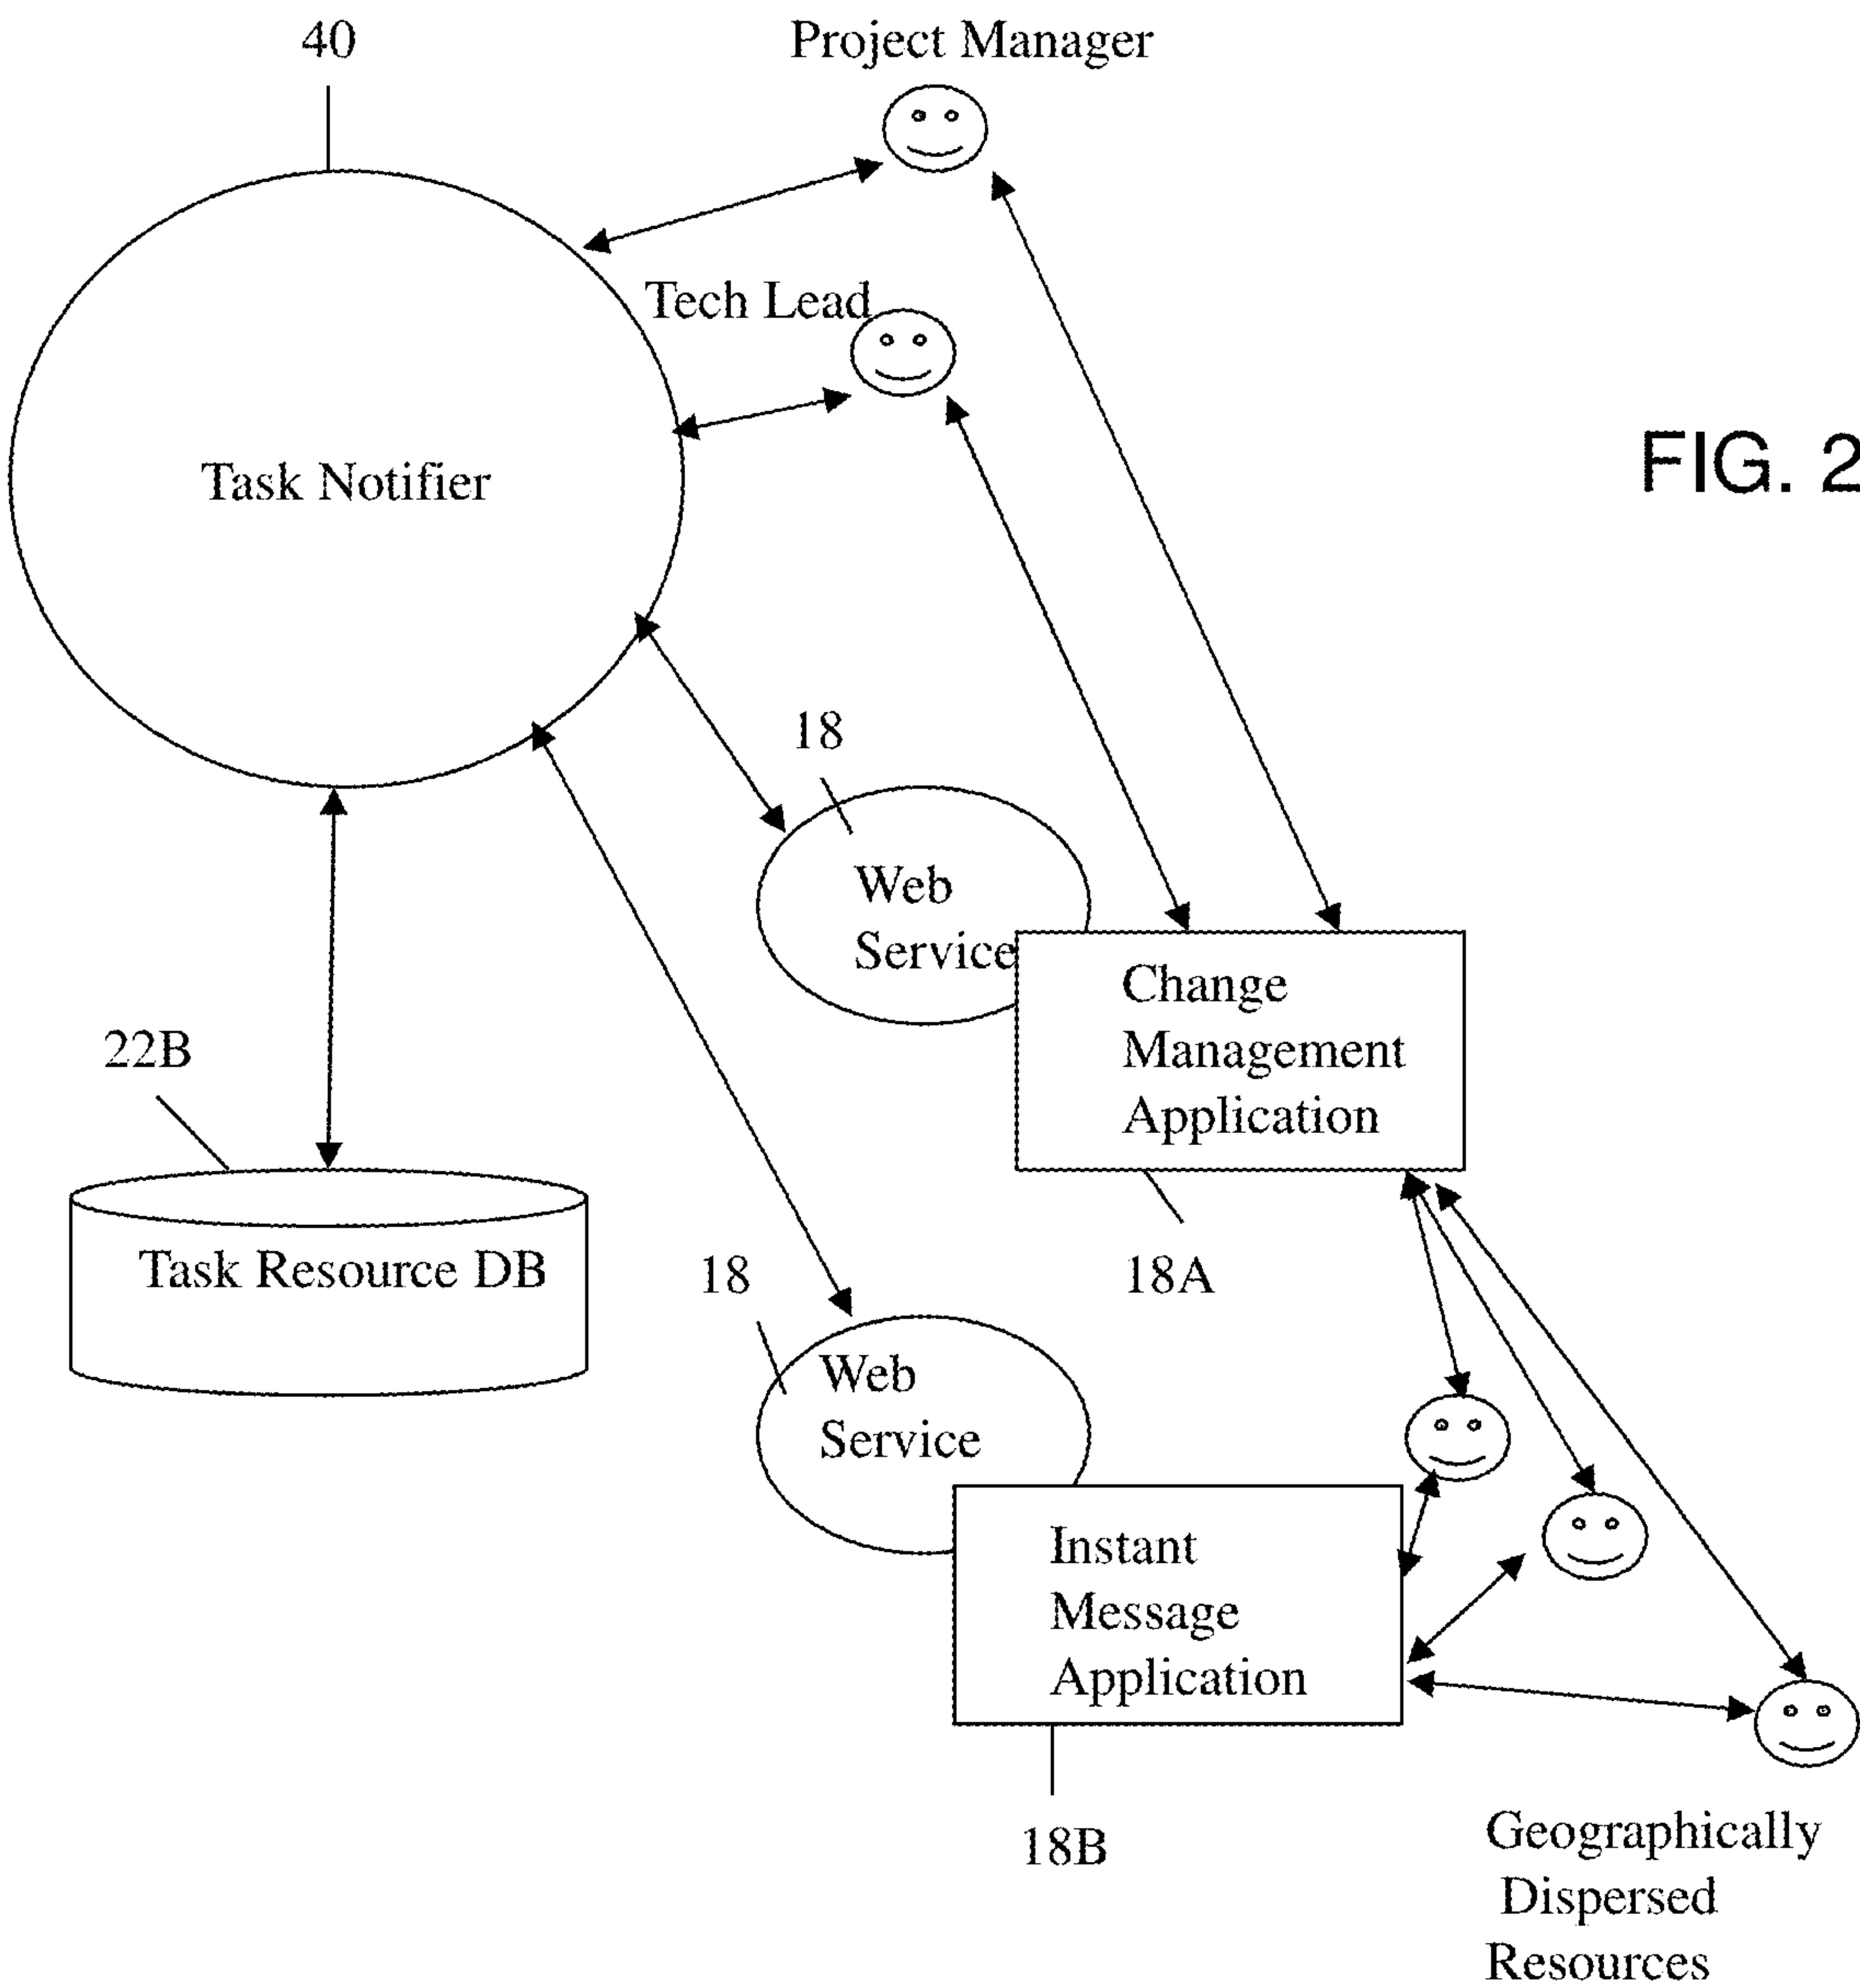 40
Project Manager
Tech Lead
FIG. 2
Task Notifier
18
Web
Service
Change
Management
Application
22B
Task Resource DB
18
18A
Web
Service
Instant
Message
Application
18B
Geographically
Dispersed
Resources